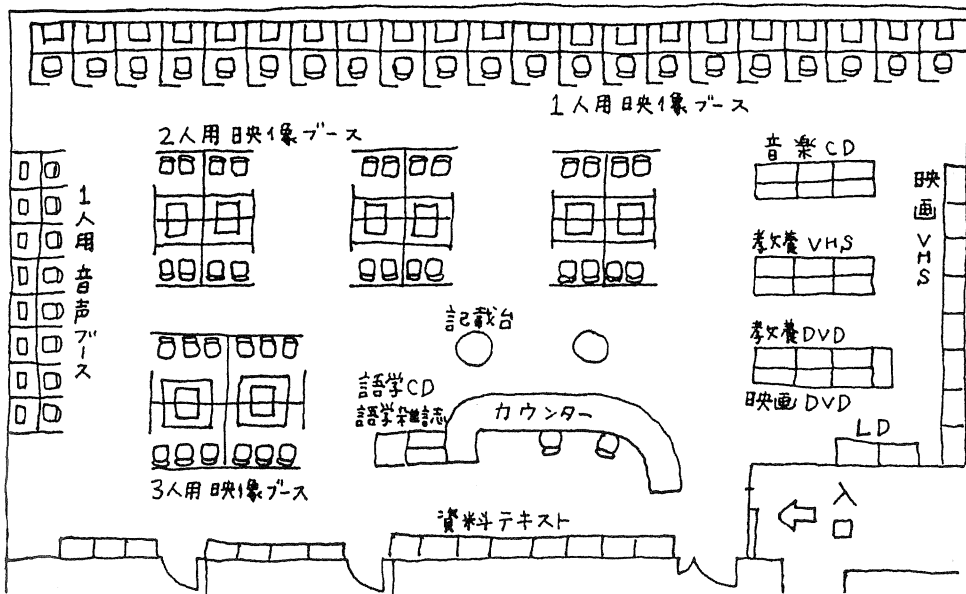 1人用映像ブース
2人用映像ブース
音楽CD
映画VHS
1人用音声ブース
教養VHS
記載台
教養DVD
映画DVD
語学CD
語学雑誌
カウンター
LD
3人用映像ブース
資料テキスト
入口